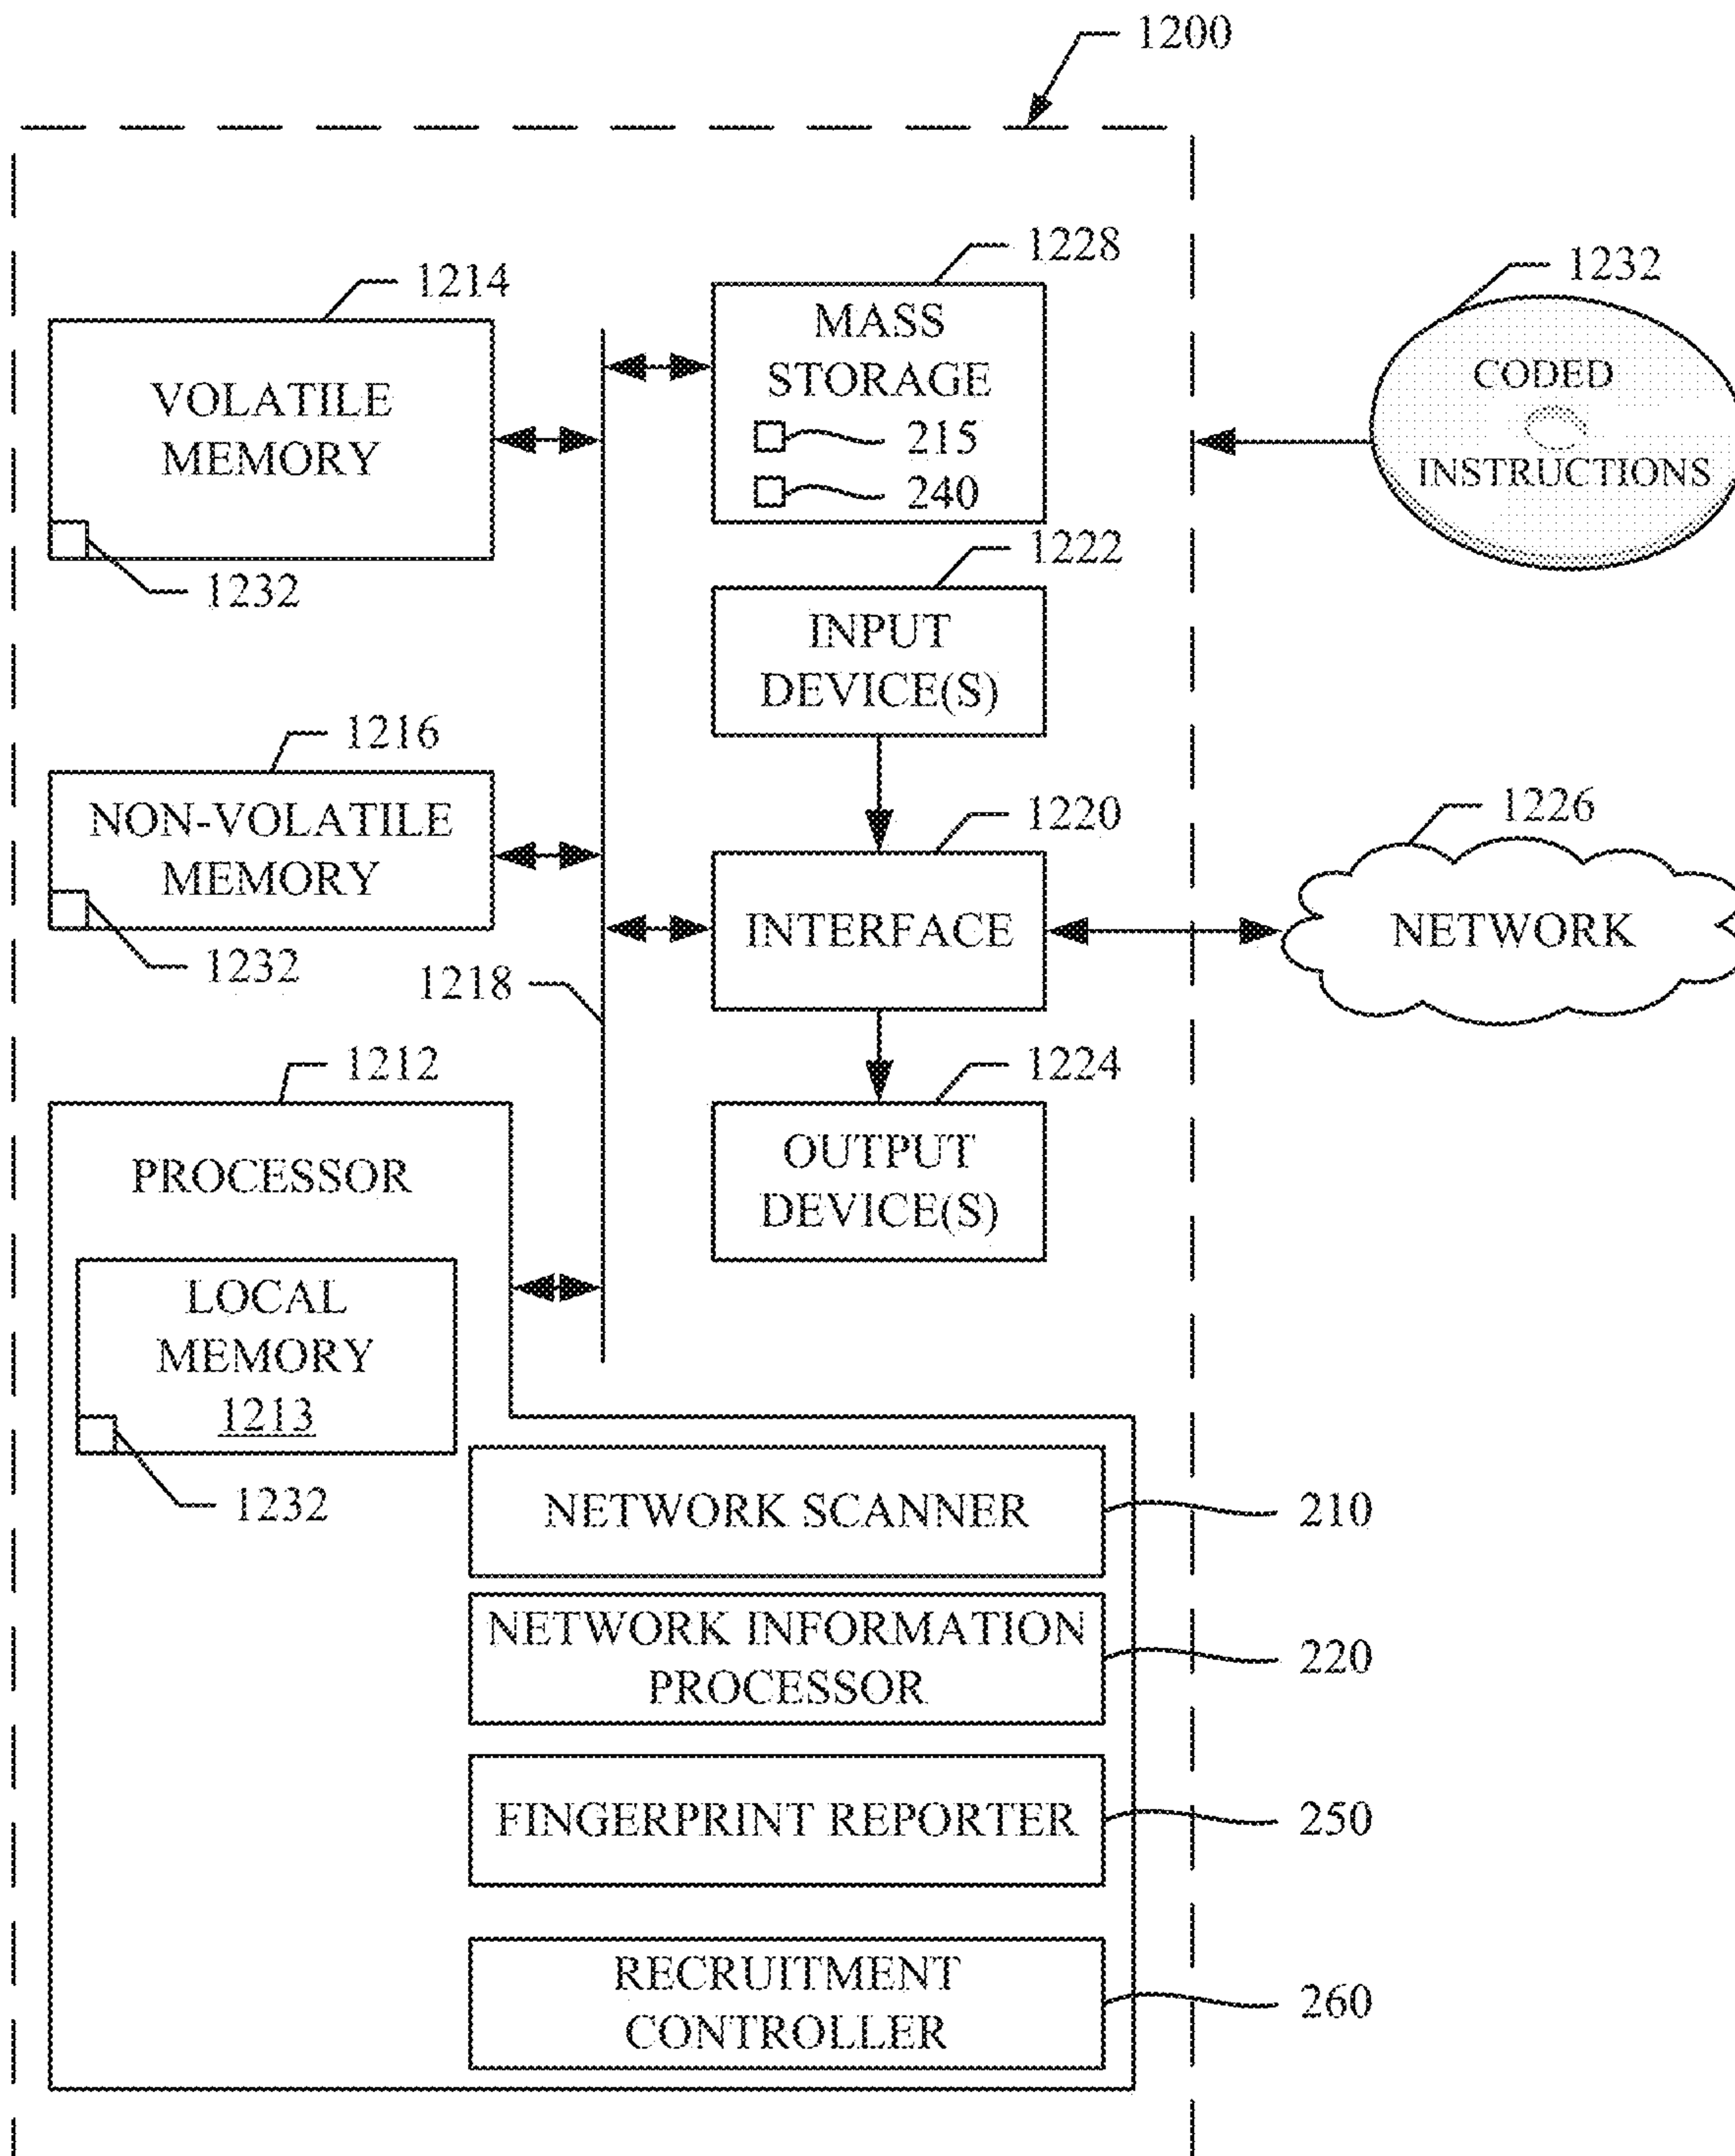 1200
1228
1214
MASS
STORAGE
215
240
VOLATILE
MEMORY
1232
1232
CODED
INSTRUCTIONS
1222
INPUT
DEVICE(S)
1216
NON-VOLATILE
MEMORY
1232
1218
1220
INTERFACE
1226
NETWORK
1212
PROCESSOR
1224
OUTPUT
DEVICE(S)
LOCAL
MEMORY
1213
1232
NETWORK SCANNER
210
NETWORK INFORMATION
PROCESSOR
220
FINGERPRINT REPORTER
250
RECRUITMENT
CONTROLLER
260